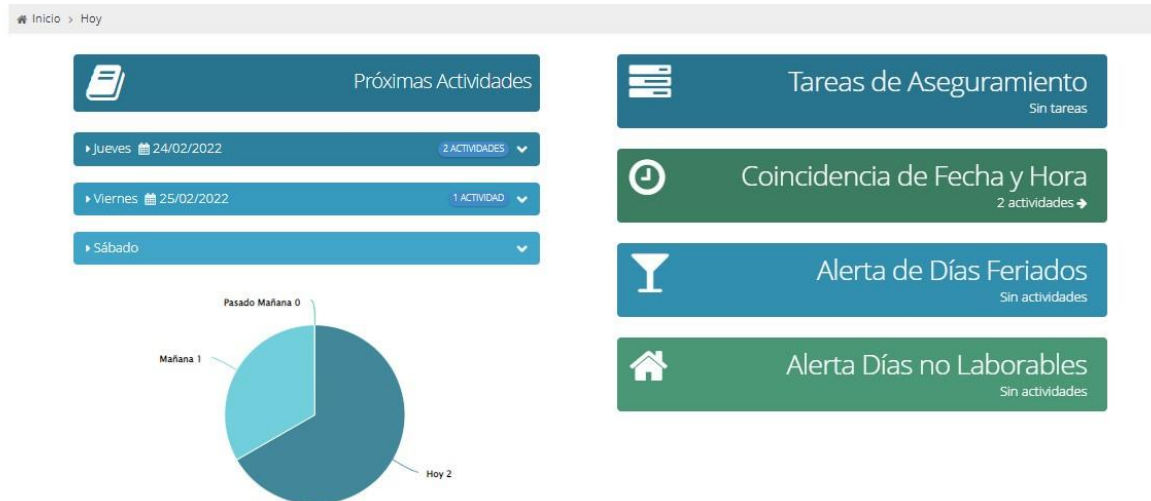 Inicio > Hoy
Próximas Actividades
Jueves 24/02/2022 2 ACTIVIDADES
Viernes 25/02/2022 1 ACTIVIDAD
Sábado
Pasado Mañana 0
Mañana 1
Hoy 2
Tareas de Aseguramiento
Sin tareas
Coincidencia de Fecha y Hora
2 actividades
Alerta de Días Feriados
Sin actividades
Alerta Días no Laborables
Sin actividades